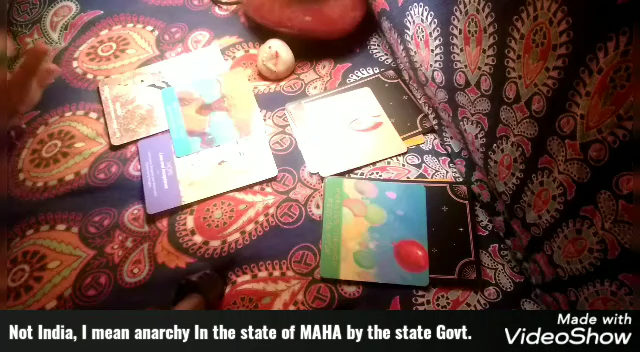 Not India, I mean anarchy In the state of MAHA by the state Govt.
Made with
VideoShow